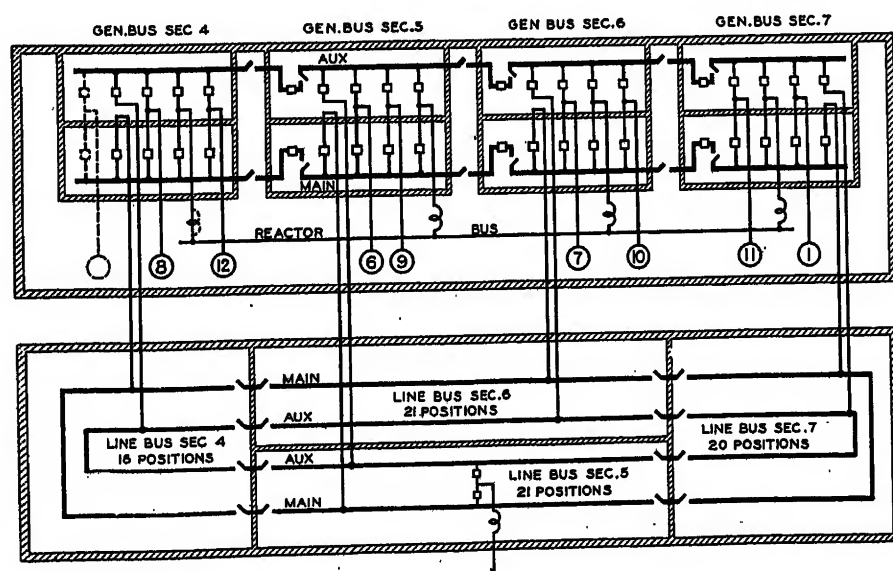 GEN.BUS SEC 4
GEN.BUS SEC.5
GEN BUS SEC.6
GEN.BUS SEC.7
AUX
MAIN
REACTOR BUS
8
12
6
9
7
10
11
1
MAIN
LINE BUS SEC.6
21 POSITIONS
AUX
LINE BUS SEC 4
16 POSITIONS
LINE BUS SEC.7
20 POSITIONS
AUX
LINE BUS SEC.5
21 POSITIONS
MAIN